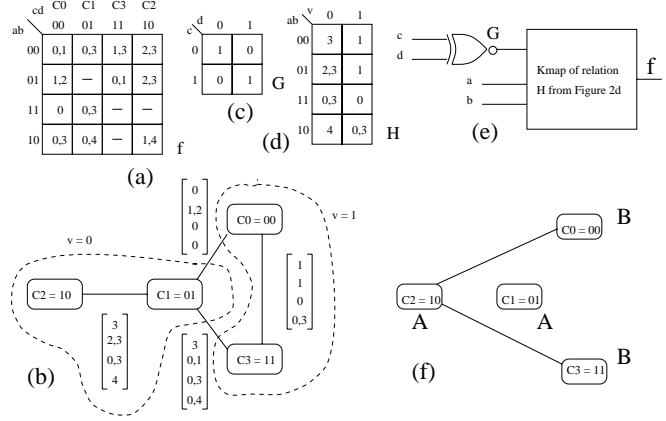 C0 C1 C3 C2
cd 00 01 11 10
ab
00 0,1 0,3 1,3 2,3
01 1,2 — 0,1 2,3
11 0 0,3 — —
10 0,3 0,4 — 1,4
f
(a)
d 0 1
c
0 1 0
1 0 1
G
(c)
v 0 1
ab
00 3 1
01 2,3 1
11 0,3 0
10 4 0,3
H
(d)
c
d
G
a
b
Kmap of relation
H from Figure 2d
f
(e)
v = 0
v = 1
0
1,2
0
0
C0 = 00
C2 = 10
C1 = 01
C3 = 11
1
1
0
0,3
3
2,3
0,3
4
3
0,1
0,3
0,4
(b)
C0 = 00
B
C2 = 10
A
C1 = 01
A
C3 = 11
B
(f)